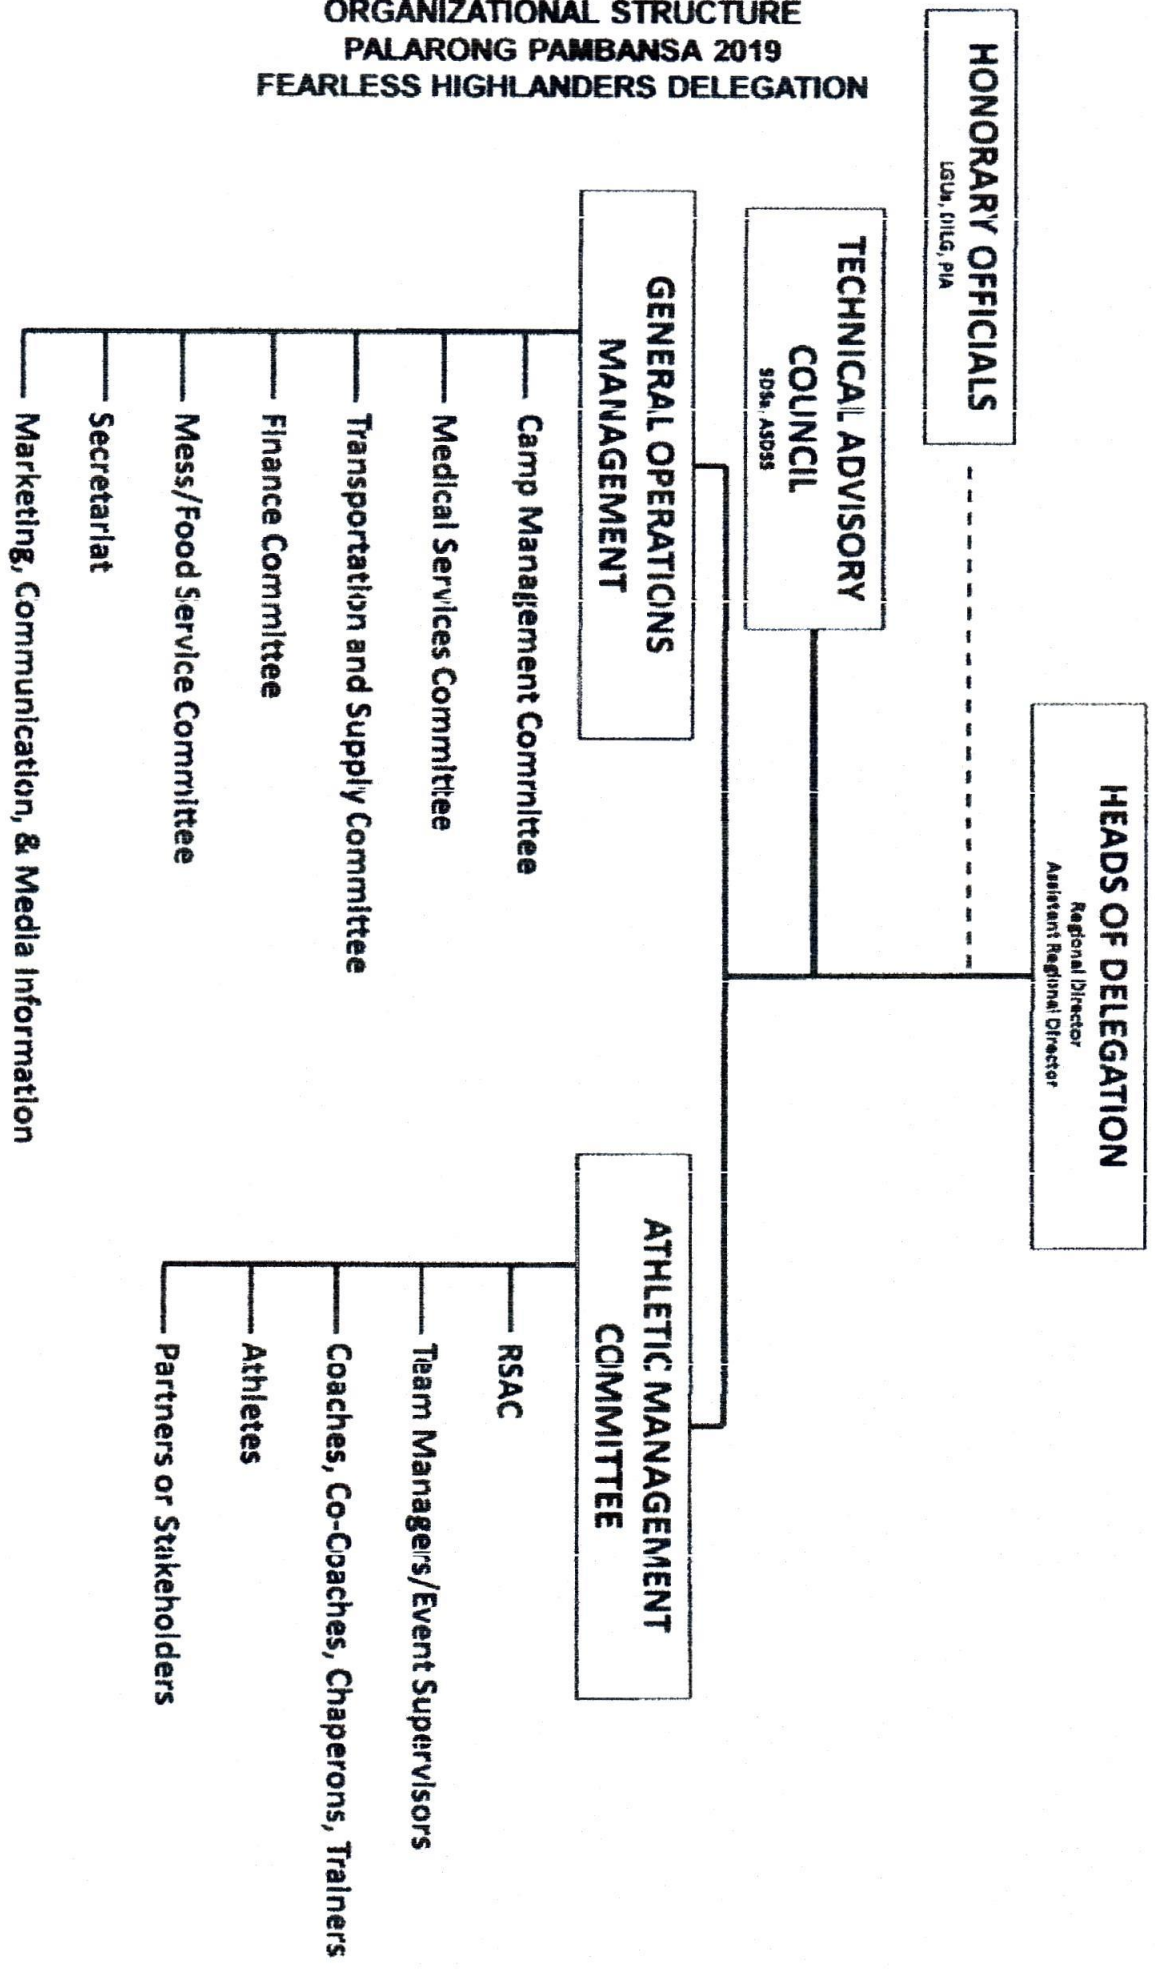 ORGANIZATIONAL STRUCTURE
PALARONG PAMBANSA 2019
FEARLESS HIGHLANDERS DELEGATION
HEADS OF DELEGATION
Regional Director
Assistant Regional Director
HONORARY OFFICIALS
LGUs, DILG, PIA
TECHNICAL ADVISORY
COUNCIL
SDSs, ASDSs
GENERAL OPERATIONS
MANAGEMENT
Camp Management Committee
Medical Services Committee
Transportation and Supply Committee
Finance Committee
Mess/Food Service Committee
Secretariat
Marketing, Communication, & Media Information
ATHLETIC MANAGEMENT
COMMITTEE
RSAC
Team Managers/Event Supervisors
Coaches, Co-Coaches, Chaperons, Trainers
Athletes
Partners or Stakeholders